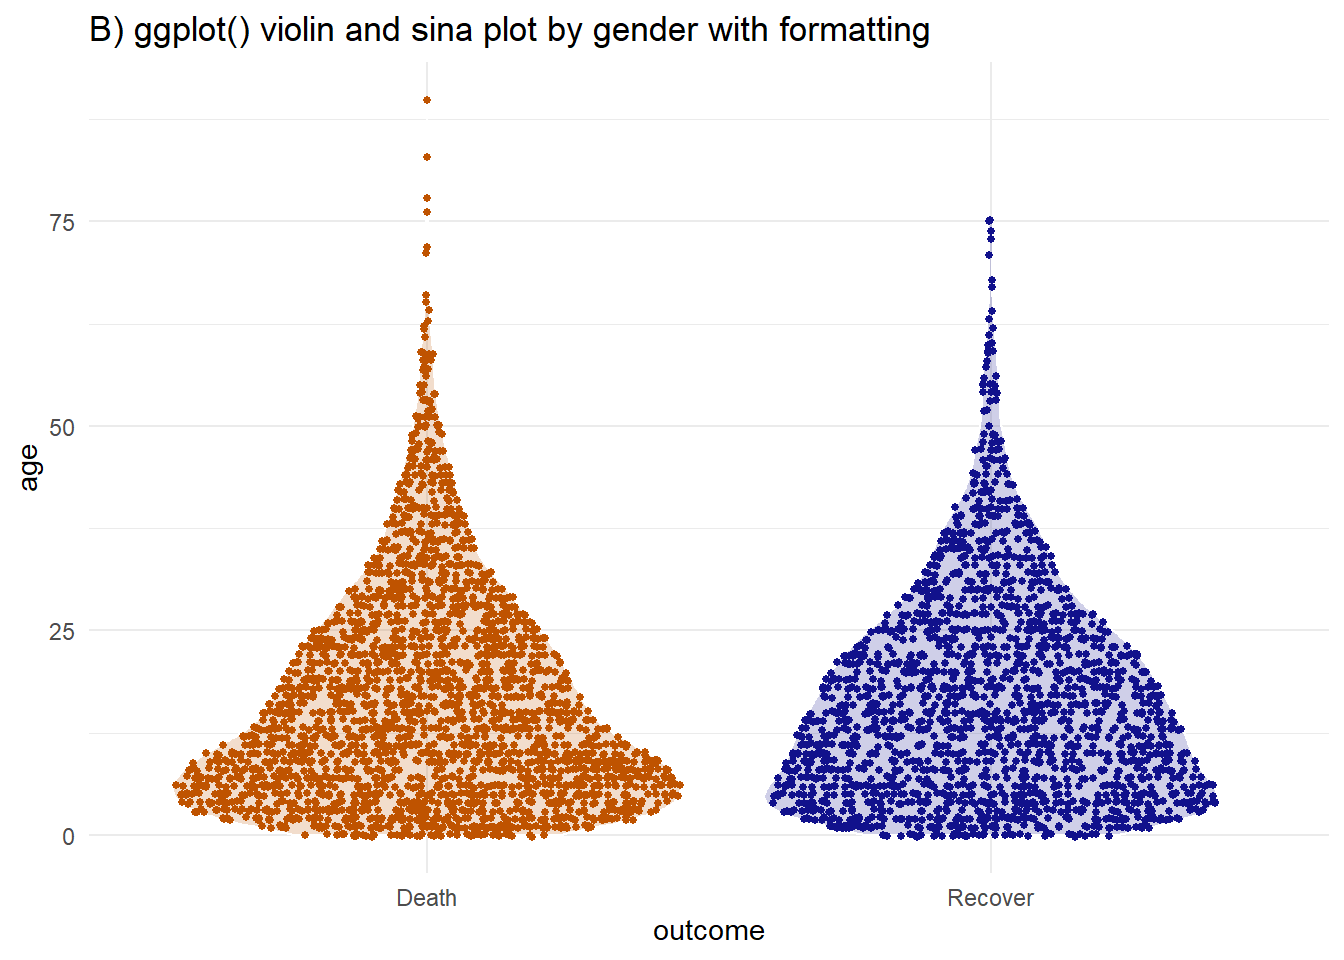 B) ggplot() violin and sina plot by gender with formatting
75
50
25
0
age
Death
Recover
outcome